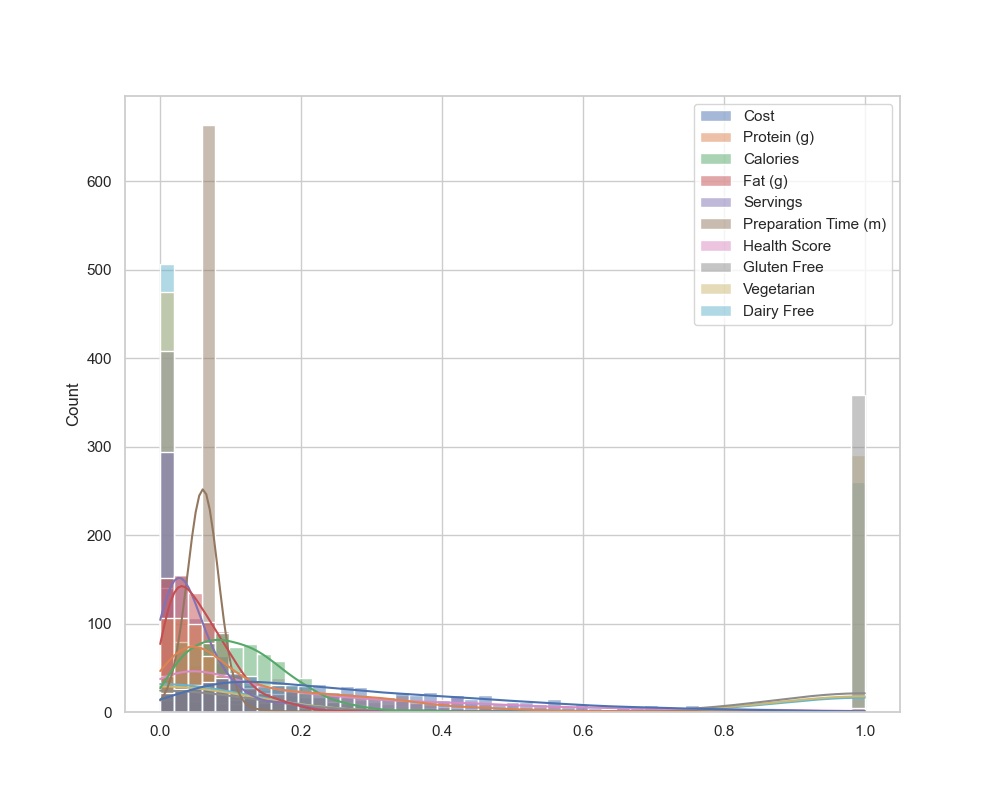 Cost
Protein (g)
Calories
Fat (g)
Servings
Preparation Time (m)
Health Score
Gluten Free
Vegetarian
Dairy Free
600
500
400
300
200
100
0
Count
0.0 0.2 0.4 0.6 0.8 1.0